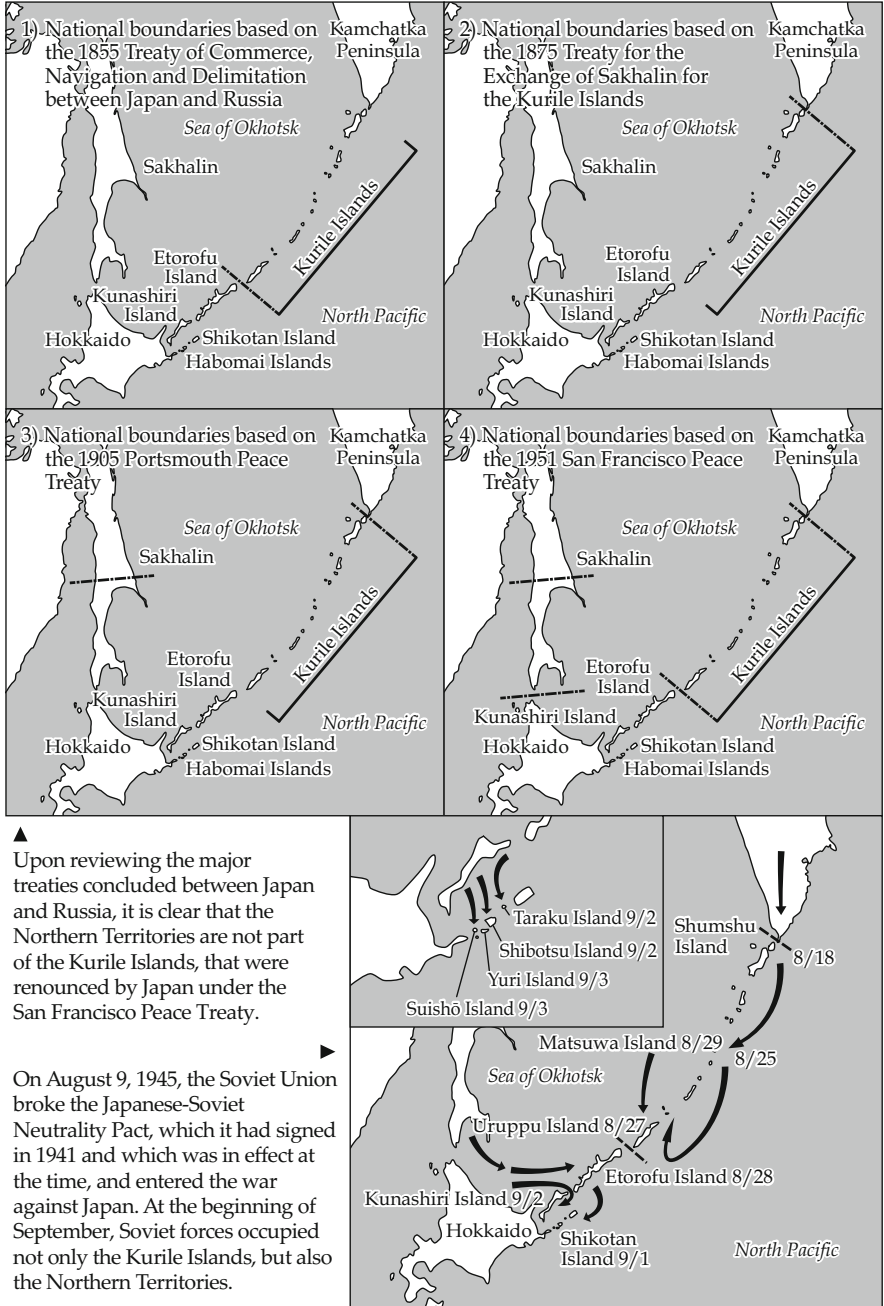 1) National boundaries based on
the 1855 Treaty of Commerce,
Navigation and Delimitation
between Japan and Russia
Kamchatka
Peninsula
Sea of Okhotsk
Sakhalin
Kurile Islands
Etorofu
Island
Kunashiri
Island
North Pacific
Hokkaido
Shikotan Island
Habomai Islands
2) National boundaries based on
the 1875 Treaty for the
Exchange of Sakhalin for
the Kurile Islands
Kamchatka
Peninsula
Sea of Okhotsk
Sakhalin
Kurile Islands
Etorofu
Island
Kunashiri
Island
North Pacific
Hokkaido
Shikotan Island
Habomai Islands
3) National boundaries based on
the 1905 Portsmouth Peace
Treaty
Kamchatka
Peninsula
Sea of Okhotsk
Sakhalin
Kurile Islands
Etorofu
Island
Kunashiri
Island
North Pacific
Hokkaido
Shikotan Island
Habomai Islands
4) National boundaries based on
the 1951 San Francisco Peace
Treaty
Kamchatka
Peninsula
Sea of Okhotsk
Sakhalin
Kurile Islands
Etorofu
Island
Kunashiri Island
North Pacific
Hokkaido
Shikotan Island
Habomai Islands
Upon reviewing the major
treaties concluded between Japan
and Russia, it is clear that the
Northern Territories are not part
of the Kurile Islands, that were
renounced by Japan under the
San Francisco Peace Treaty.
On August 9, 1945, the Soviet Union
broke the Japanese-Soviet
Neutrality Pact, which it had signed
in 1941 and which was in effect at
the time, and entered the war
against Japan. At the beginning of
September, Soviet forces occupied
not only the Kurile Islands, but also
the Northern Territories.
Taraku Island 9/2
Shibotsu Island 9/2
Yuri Island 9/3
Suishō Island 9/3
Shumshu
Island
8/18
Matsuwa Island 8/29
8/25
Sea of Okhotsk
Uruppu Island 8/27
Etorofu Island 8/28
Kunashiri Island 9/2
Hokkaido
Shikotan
Island 9/1
North Pacific